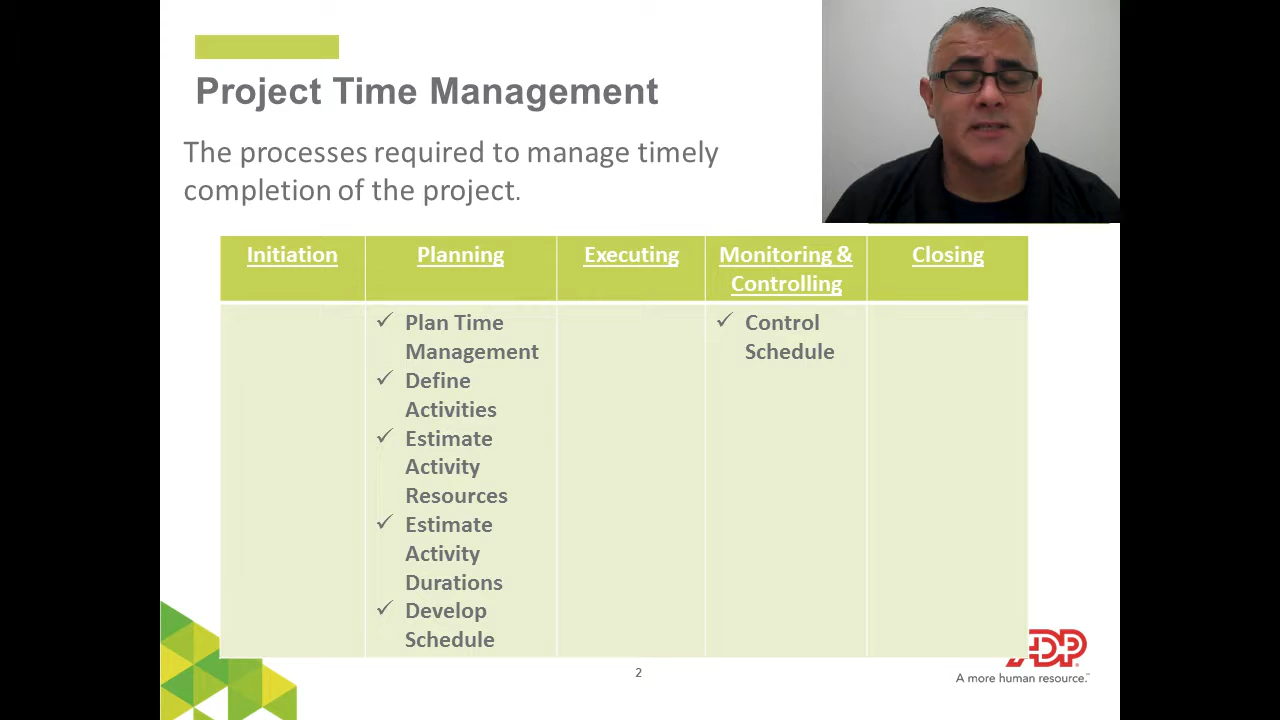 Project Time Management
The processes required to manage timely
completion of the project.
Initiation
Planning
Executing
Monitoring &
Controlling
Closing
✓ Plan Time
Management
✓ Define
Activities
✓ Estimate
Activity
Resources
✓ Estimate
Activity
Durations
✓ Develop
Schedule
✓ Control
Schedule
2
ADP
A more human resource.™